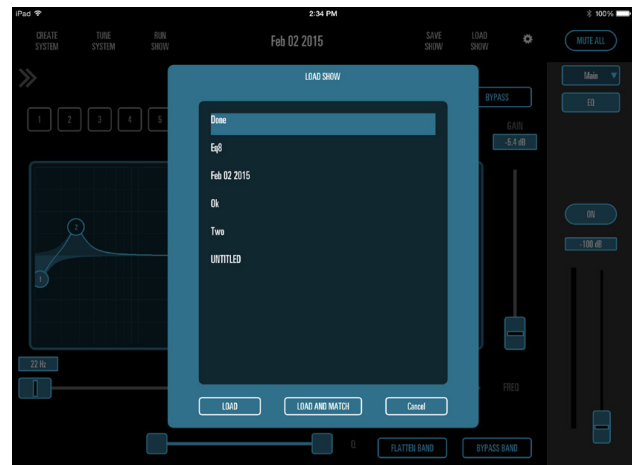 iPad 2:34 PM 100%
CREATE SYSTEM
TUNE SYSTEM
RUN SHOW
Feb 02 2015
SAVE SHOW
LOAD SHOW
MUTE ALL
LOAD SHOW
Main
BYPASS
EQ
1 2 3 4 5
Done
GAIN
-5.4 dB
Eq8
Feb 02 2015
Ok
ON
Two
2
-100 dB
UNTITLED
1
22 Hz
FREQ
LOAD
LOAD AND MATCH
Cancel
Q
FLATTEN BAND
BYPASS BAND